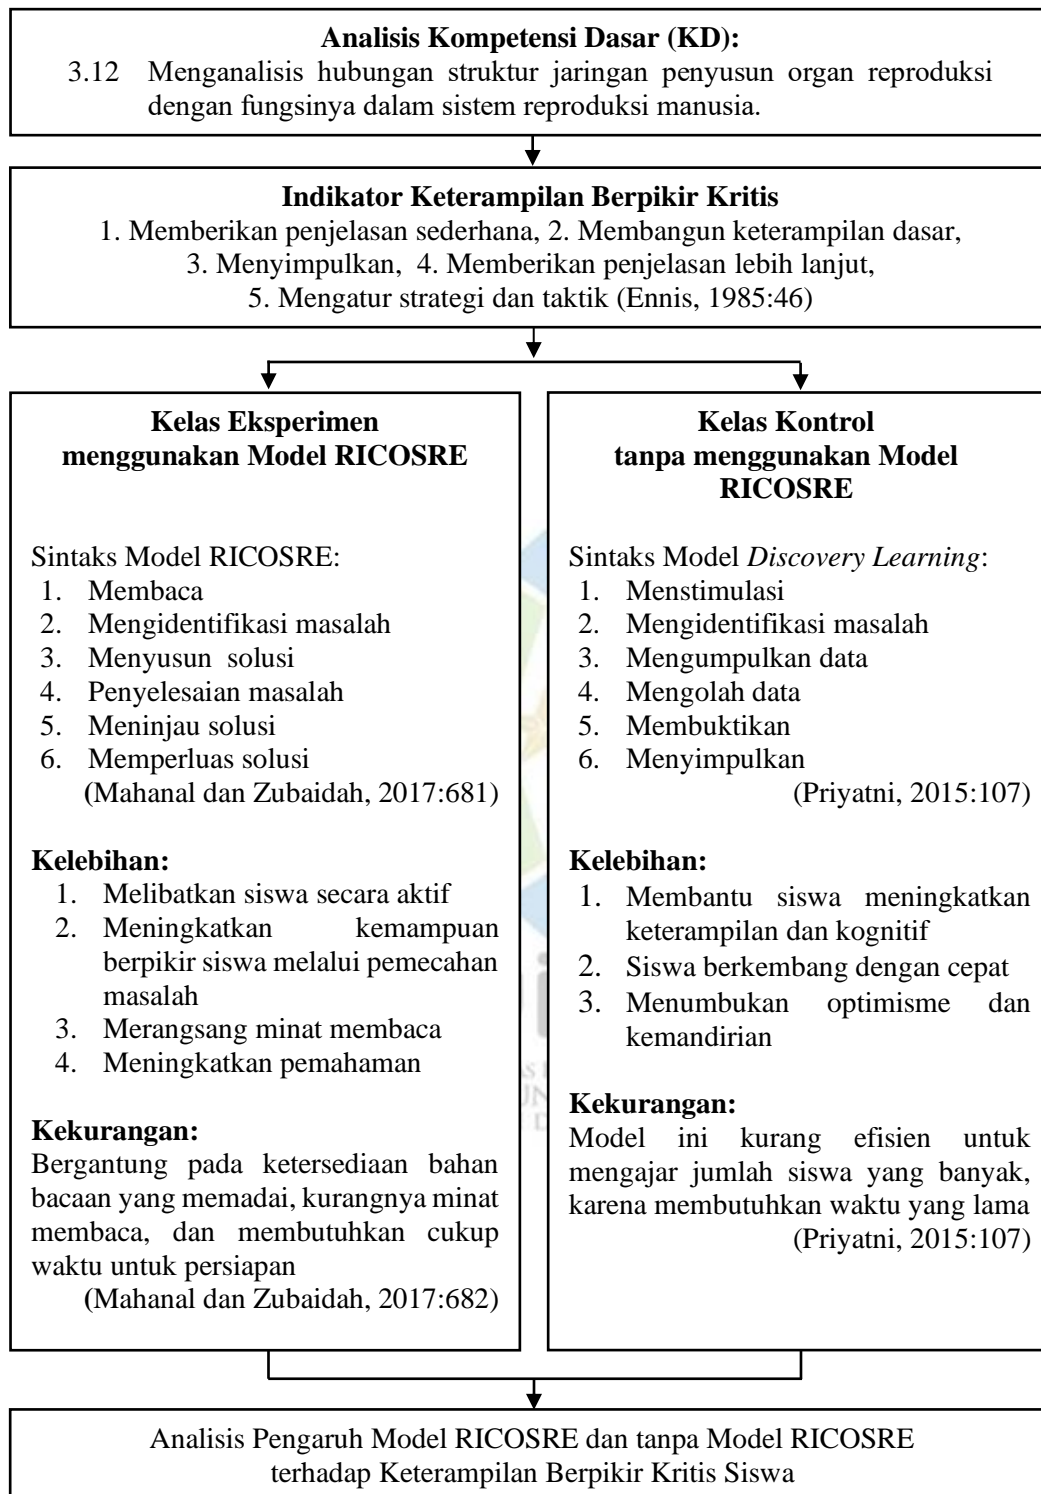 Analisis Kompetensi Dasar (KD):
3.12 Menganalisis hubungan struktur jaringan penyusun organ reproduksi
dengan fungsinya dalam sistem reproduksi manusia.
Indikator Keterampilan Berpikir Kritis
1. Memberikan penjelasan sederhana, 2. Membangun keterampilan dasar,
3. Menyimpulkan, 4. Memberikan penjelasan lebih lanjut,
5. Mengatur strategi dan taktik (Ennis, 1985:46)
Kelas Eksperimen
menggunakan Model RICOSRE
Sintaks Model RICOSRE:
1. Membaca
2. Mengidentifikasi masalah
3. Menyusun solusi
4. Penyelesaian masalah
5. Meninjau solusi
6. Memperluas solusi
(Mahanal dan Zubaidah, 2017:681)
Kelebihan:
1. Melibatkan siswa secara aktif
2. Meningkatkan kemampuan
berpikir siswa melalui pemecahan
masalah
3. Merangsang minat membaca
4. Meningkatkan pemahaman
Kekurangan:
Bergantung pada ketersediaan bahan
bacaan yang memadai, kurangnya minat
membaca, dan membutuhkan cukup
waktu untuk persiapan
(Mahanal dan Zubaidah, 2017:682)
Kelas Kontrol
tanpa menggunakan Model
RICOSRE
Sintaks Model Discovery Learning:
1. Menstimulasi
2. Mengidentifikasi masalah
3. Mengumpulkan data
4. Mengolah data
5. Membuktikan
6. Menyimpulkan
(Priyatni, 2015:107)
Kelebihan:
1. Membantu siswa meningkatkan
keterampilan dan kognitif
2. Siswa berkembang dengan cepat
3. Menumbukan optimisme dan
kemandirian
Kekurangan:
Model ini kurang efisien untuk
mengajar jumlah siswa yang banyak,
karena membutuhkan waktu yang lama
(Priyatni, 2015:107)
Analisis Pengaruh Model RICOSRE dan tanpa Model RICOSRE
terhadap Keterampilan Berpikir Kritis Siswa